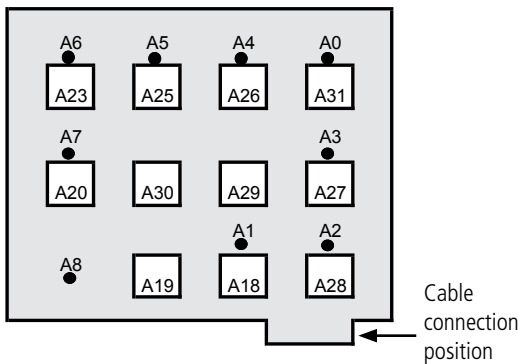 A6 A5 A4 A0
A23 A25 A26 A31
A7 A3
A20 A30 A29 A27
A1 A2
A8
A19 A18 A28
Cable
connection
position